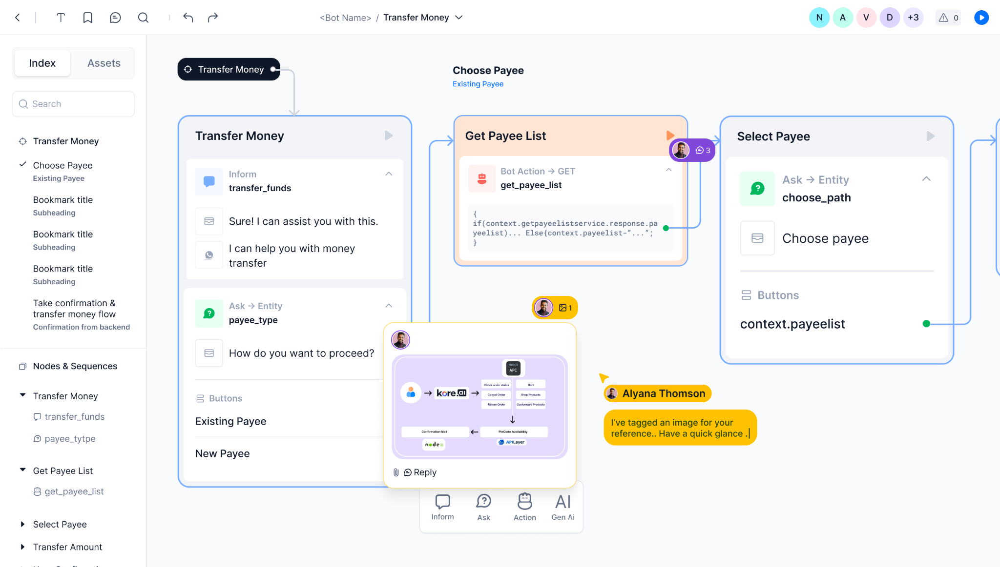 <Bot Name> / Transfer Money
N A V D +3
0
Index Assets
Search
Transfer Money
Choose Payee
Existing Payee
Bookmark title
Subheading
Bookmark title
Subheading
Bookmark title
Subheading
Take confirmation &
transfer money flow
Confirmation from backend
Nodes & Sequences
Transfer Money
transfer_funds
payee_tytpe
Get Payee List
get_payee_list
Select Payee
Transfer Amount
Transfer Money
Choose Payee
Existing Payee
Transfer Money
Inform
transfer_funds
Sure! I can assist you with this.
I can help you with money
transfer
Ask → Entity
payee_type
How do you want to proceed?
Buttons
Existing Payee
New Payee
Get Payee List
3
Bot Action → GET
get_payee_list
{
if(context.getpayeelistservice.response.pa
yeelist)... Else{context.payeelist-”...”;
}
Select Payee
Ask → Entity
choose_path
Choose payee
Buttons
context.payeelist
1
mock
API
kore.ai
Check order status
Cancel Order
Return Order
Cart
Shop Products
Customized Products
Confirmation Mail
PinCode Availability
node
APILayer
Reply
Alyana Thomson
I’ve tagged an image for your
reference.. Have a quick glance .|
Inform
Ask
Action
AI
Gen Ai